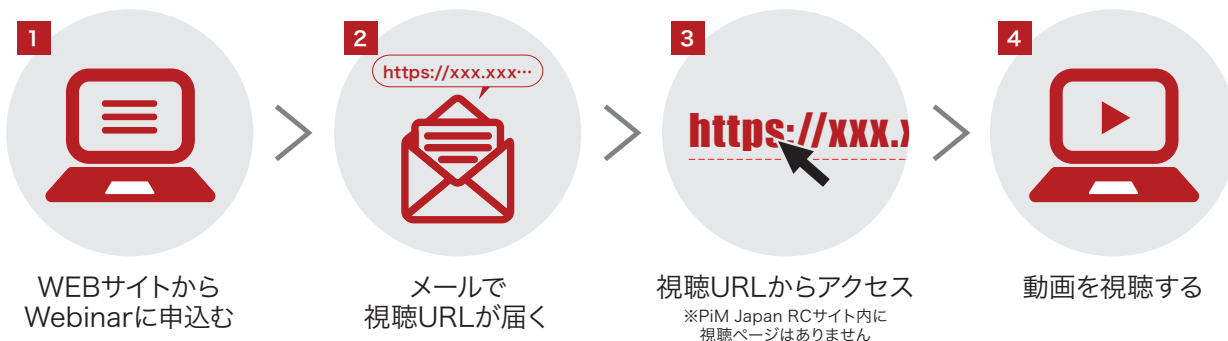 1
WEBサイトから
Webinarに申込む
2
https://xxx.xxx…
メールで
視聴URLが届く
3
https://xxx.x
視聴URLからアクセス
※PiM Japan RCサイト内に
視聴ページはありません
4
動画を視聴する